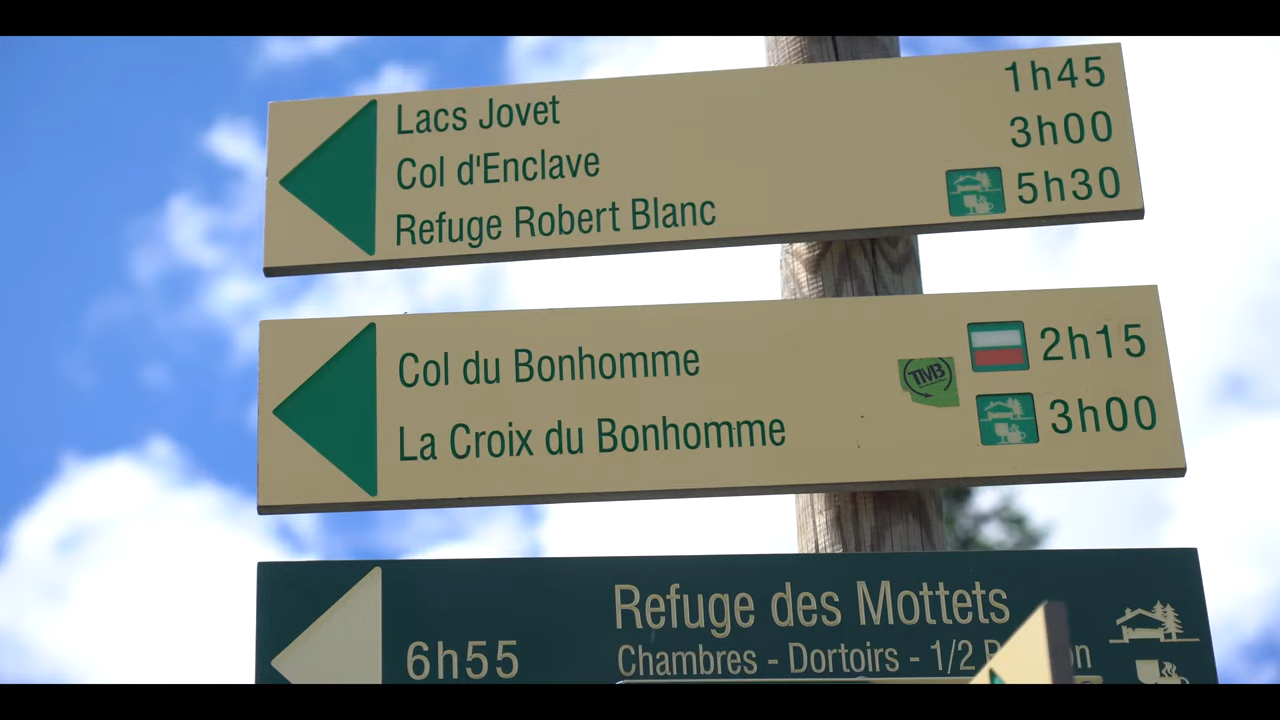 Lacs Jovet 1h45
Col d'Enclave 3h00
Refuge Robert Blanc 5h30
Col du Bonhomme 2h15
TMB
La Croix du Bonhomme 3h00
Refuge des Mottets
6h55 Chambres - Dortoirs - 1/2